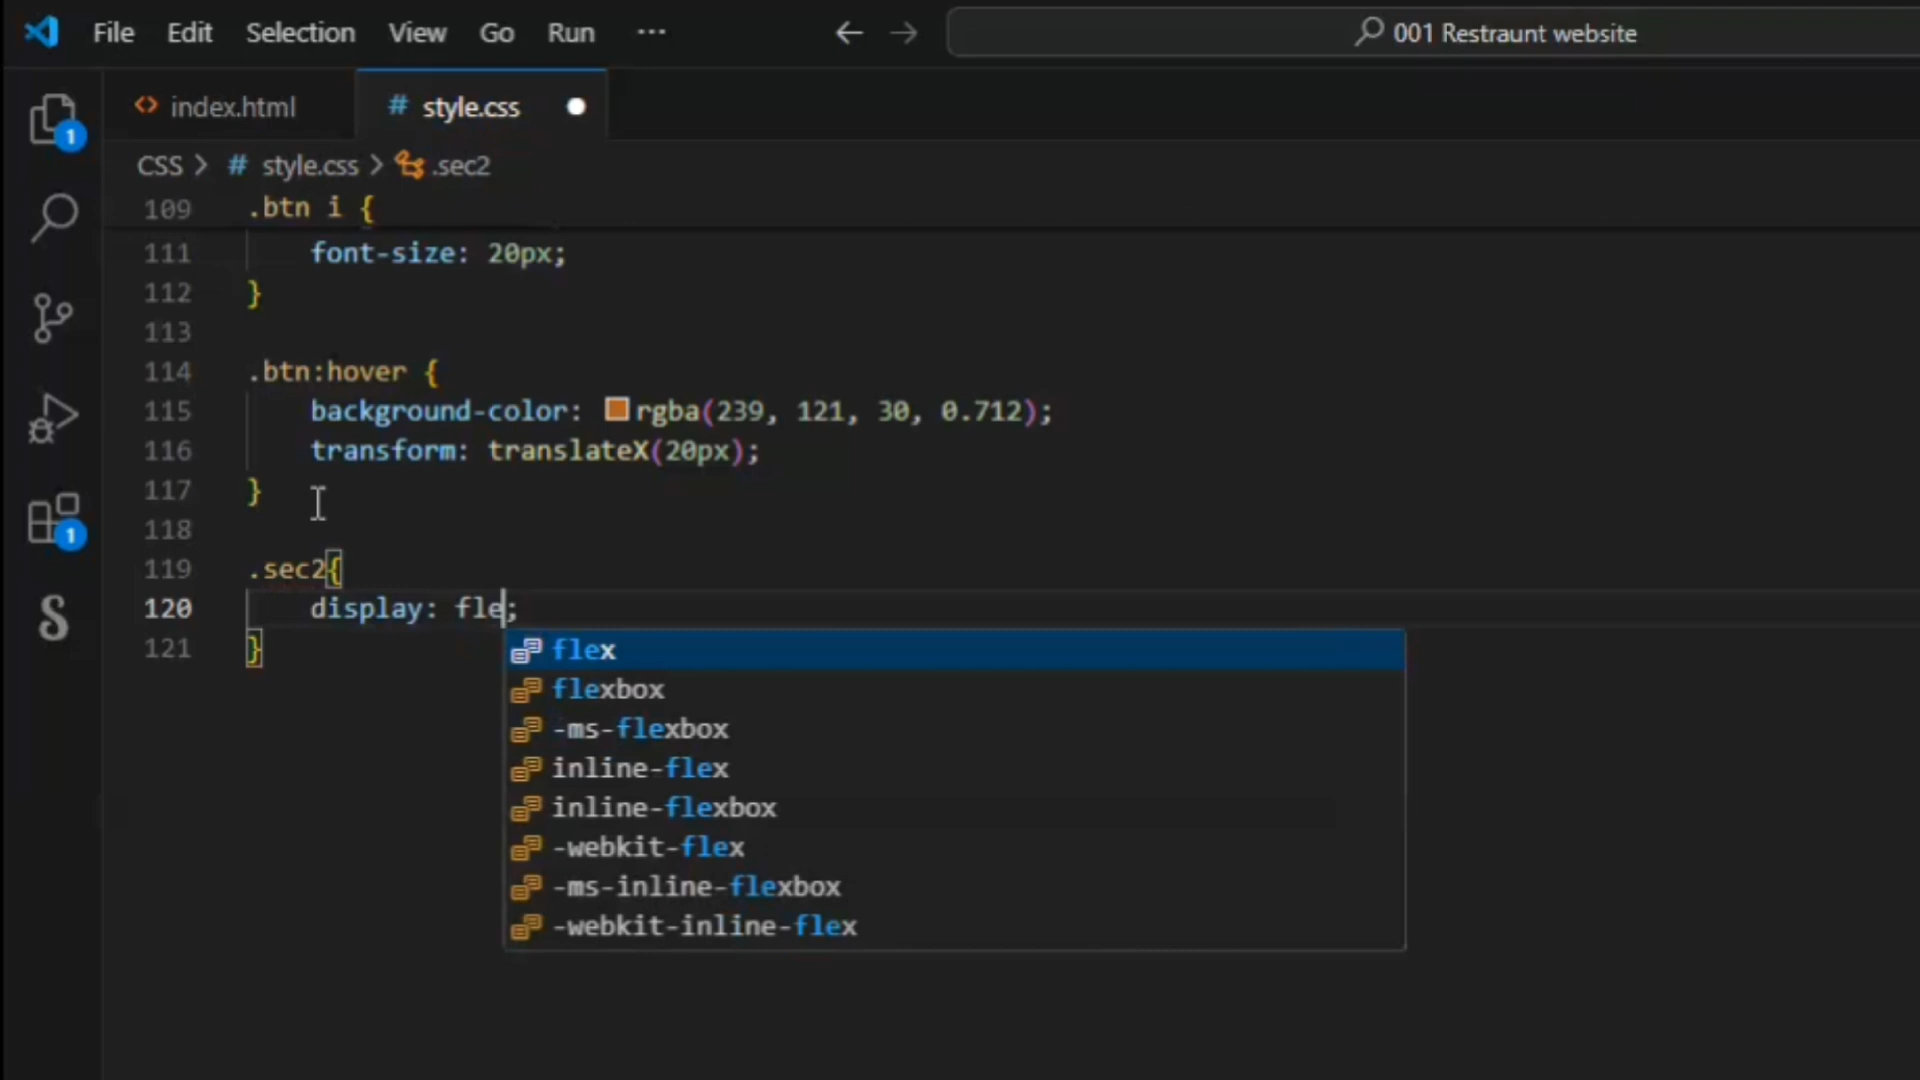 File Edit Selection View Go Run ··· ← → 001 Restraunt website
<> index.html # style.css
CSS > # style.css > .sec2
109 .btn i {
111 font-size: 20px;
112 }
113
114 .btn:hover {
115 background-color: rgba(239, 121, 30, 0.712);
116 transform: translateX(20px);
117 }
118
119 .sec2{
120 display: fle;
121 }
flex
flexbox
-ms-flexbox
inline-flex
inline-flexbox
-webkit-flex
-ms-inline-flexbox
-webkit-inline-flex
1
1